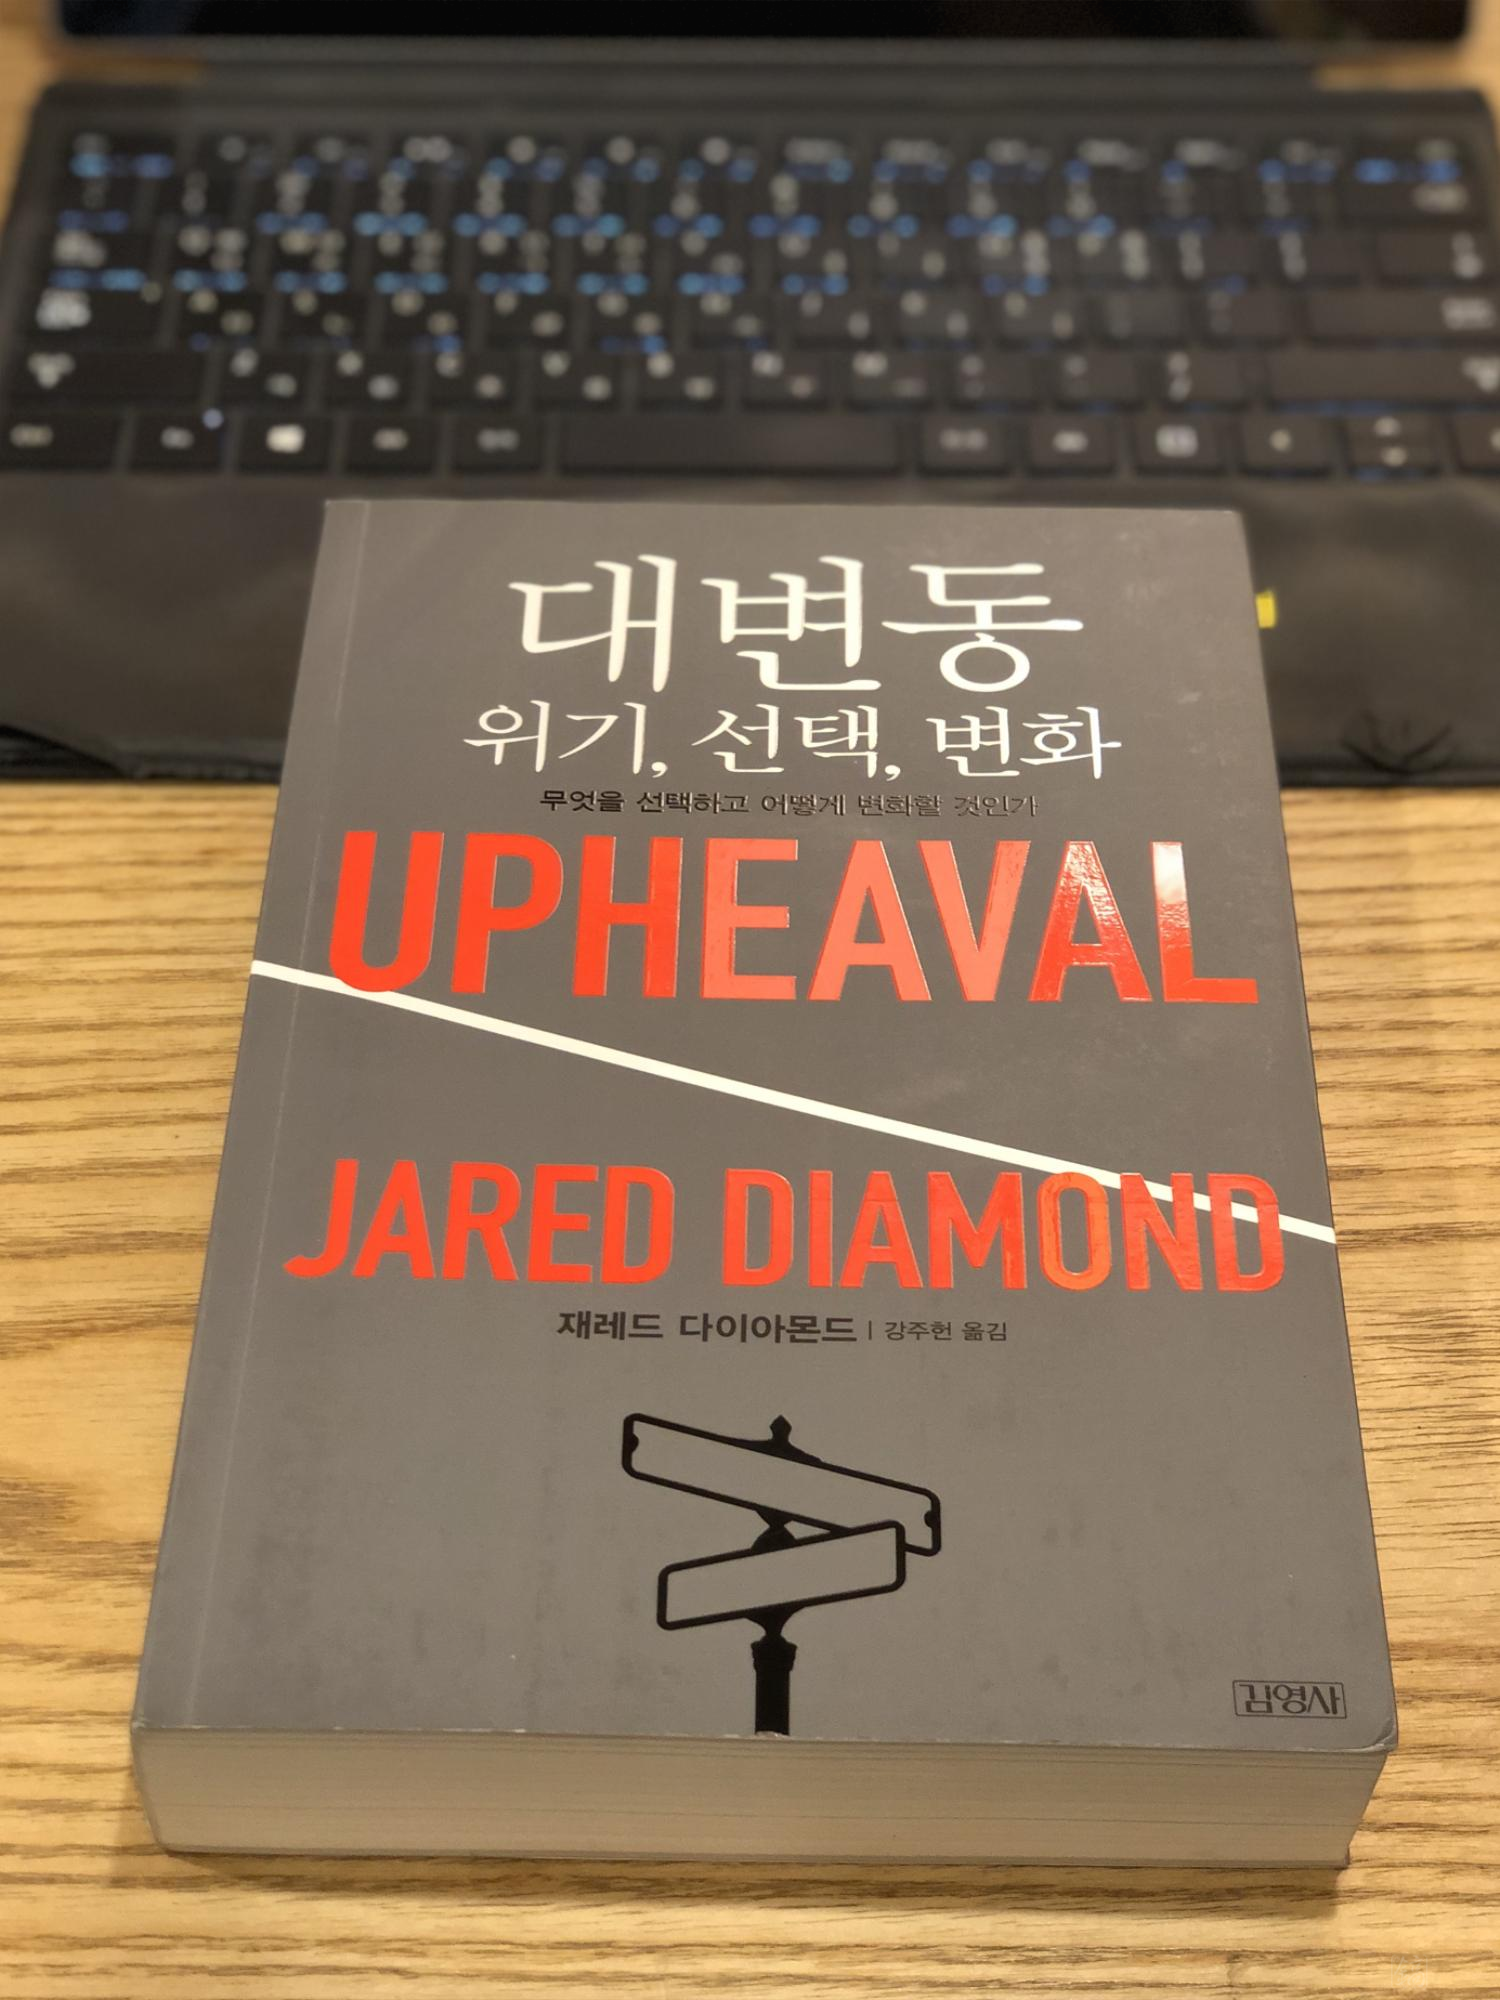 대변동
위기, 선택, 변화
무엇을 선택하고 어떻게 변화할 것인가
UPHEAVAL
JARED DIAMOND
재레드 다이아몬드 | 강주헌 옮김
김영사